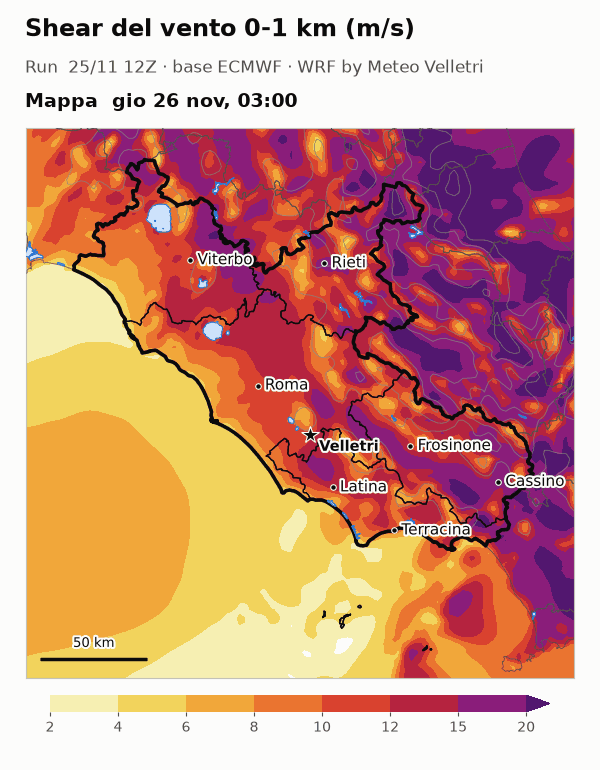 Shear del vento 0-1 km (m/s)
Run  25/11 12Z · base ECMWF · WRF by Meteo Velletri
Mappa  gio 26 nov, 03:00
Viterbo
Rieti
Roma
Velletri
Frosinone
Latina
Cassino
Terracina
50 km
2 4 6 8 10 12 15 20